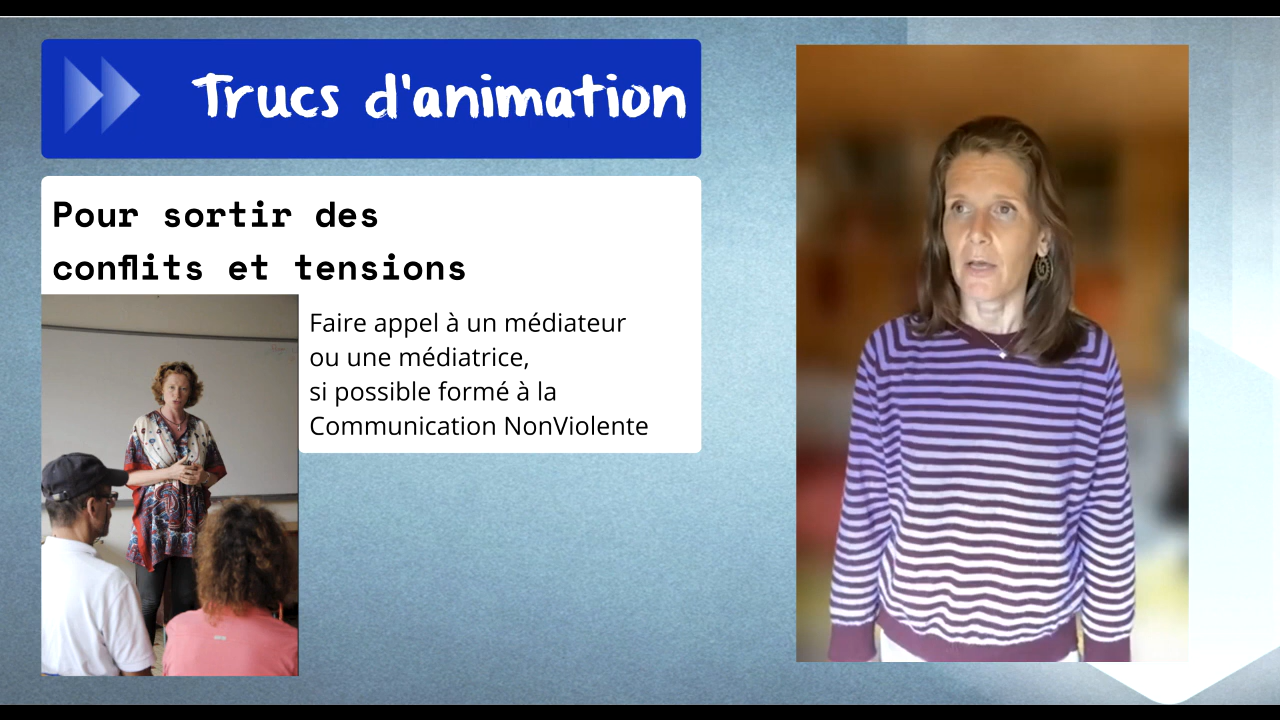 Trucs d'animation
Pour sortir des
conflits et tensions
Faire appel à un médiateur
ou une médiatrice,
si possible formé à la
Communication NonViolente